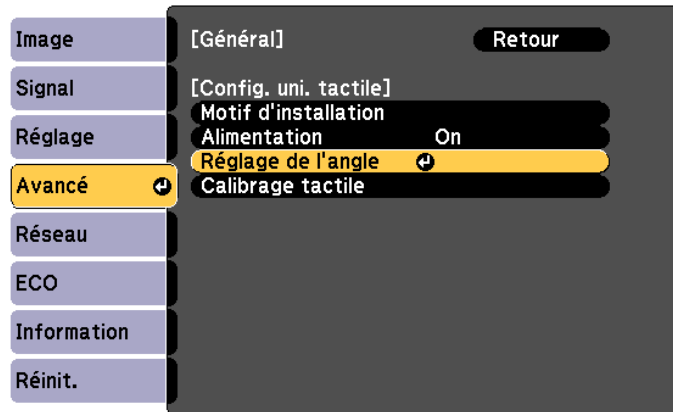 Image
Signal
Réglage
Avancé
Réseau
ECO
Information
Réinit.
[Général] Retour
[Config. uni. tactile]
Motif d'installation
Alimentation On
Réglage de l'angle
Calibrage tactile